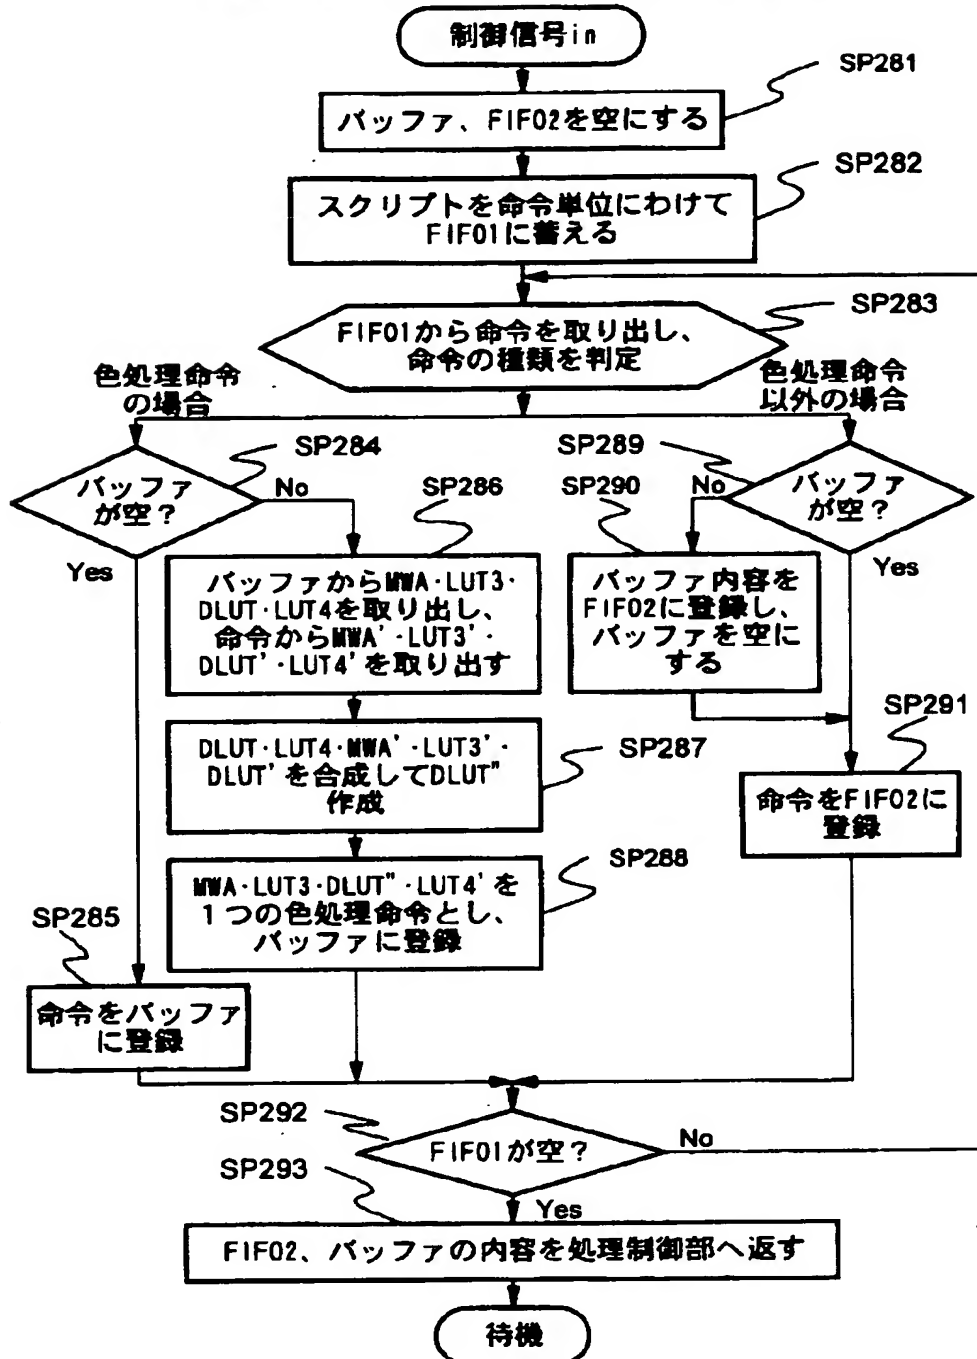 制御信号in
SP281
バッファ、FIFO2を空にする
SP282
スクリプトを命令単位にわけて
FIFO1に蓄える
SP283
FIFO1から命令を取り出し、
命令の種類を判定
色処理命令
の場合
色処理命令
以外の場合
SP284
バッファ
が空？
No
Yes
SP286
バッファからMWA・LUT3・
DLUT・LUT4を取り出し、
命令からMWA'・LUT3'・
DLUT'・LUT4'を取り出す
SP287
DLUT・LUT4・MWA'・LUT3'・
DLUT'を合成してDLUT"
作成
SP288
MWA・LUT3・DLUT"・LUT4'を
1つの色処理命令とし、
バッファに登録
SP285
命令をバッファ
に登録
SP289
バッファ
が空？
No
Yes
SP290
バッファ内容を
FIFO2に登録し、
バッファを空に
する
SP291
命令をFIFO2に
登録
SP292
FIFO1が空？
No
Yes
SP293
FIFO2、バッファの内容を処理制御部へ返す
待機